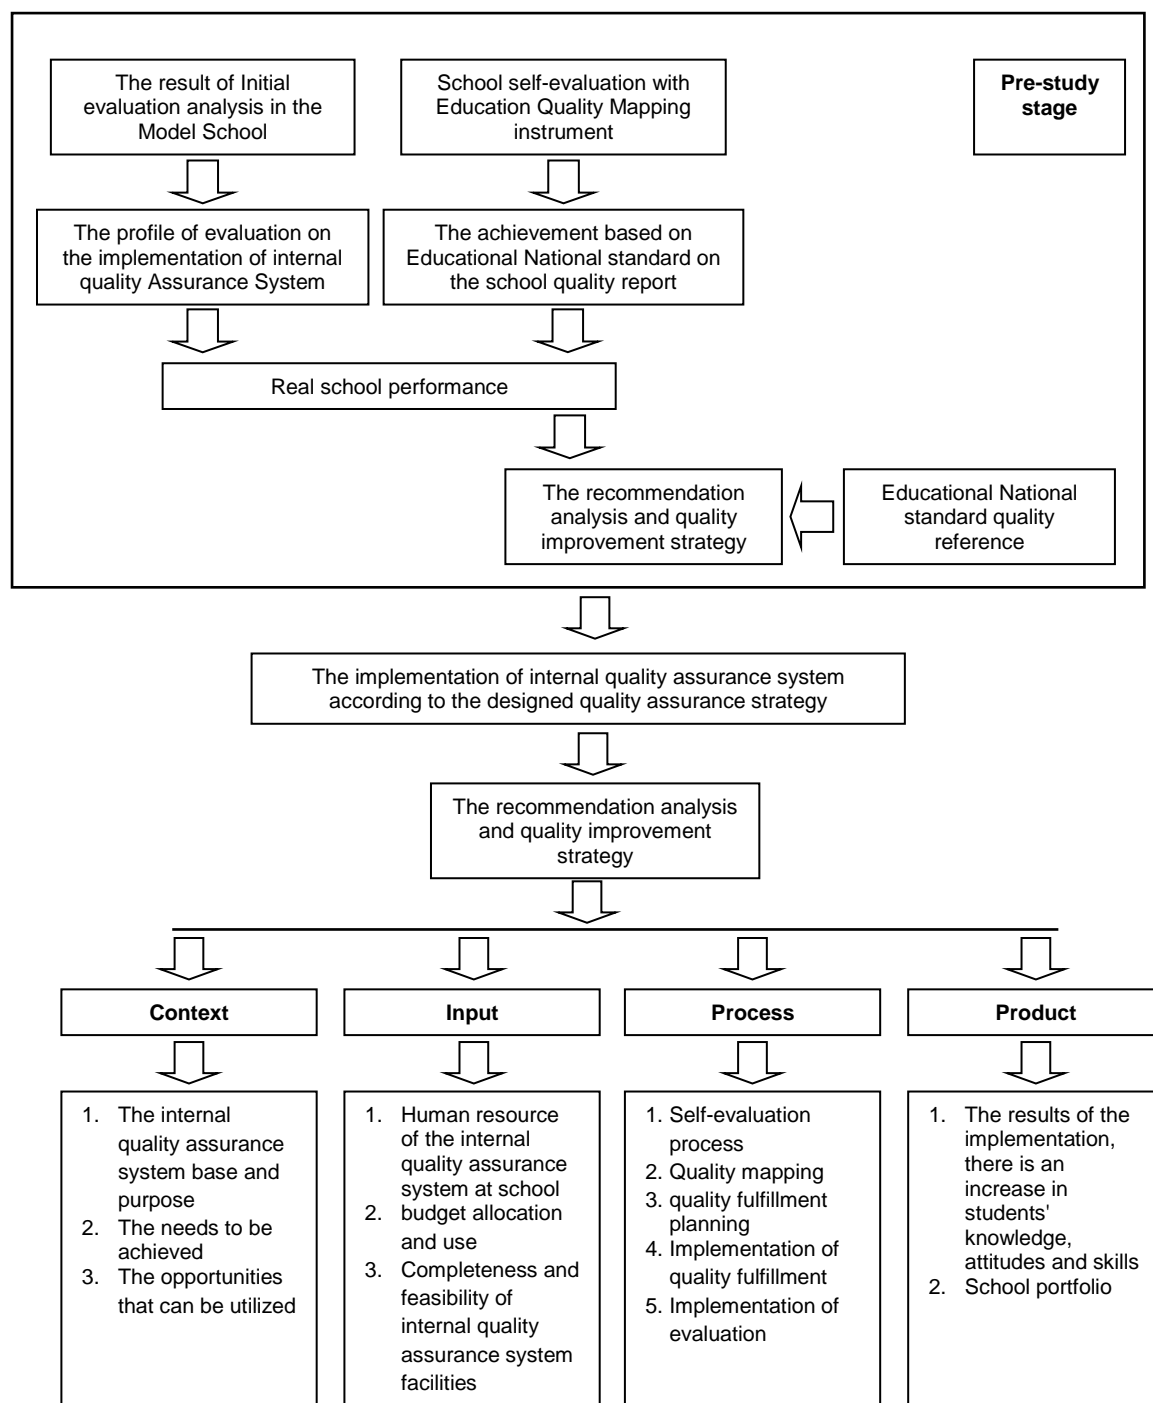 The result of Initial
evaluation analysis in the
Model School
School self-evaluation with
Education Quality Mapping
instrument
Pre-study
stage
The profile of evaluation on
the implementation of internal
quality Assurance System
The achievement based on
Educational National standard on
the school quality report
Real school performance
The recommendation
analysis and quality
improvement strategy
Educational National
standard quality
reference
The implementation of internal quality assurance system
according to the designed quality assurance strategy
The recommendation analysis
and quality improvement
strategy
Context
Input
Process
Product
1. The internal
quality assurance
system base and
purpose
2. The needs to be
achieved
3. The opportunities
that can be utilized
1. Human resource
of the internal
quality assurance
system at school
2. budget allocation
and use
3. Completeness and
feasibility of
internal quality
assurance system
facilities
1. Self-evaluation
process
2. Quality mapping
3. quality fulfillment
planning
4. Implementation of
quality fulfillment
5. Implementation of
evaluation
1. The results of the
implementation,
there is an
increase in
students'
knowledge,
attitudes and skills
2. School portfolio